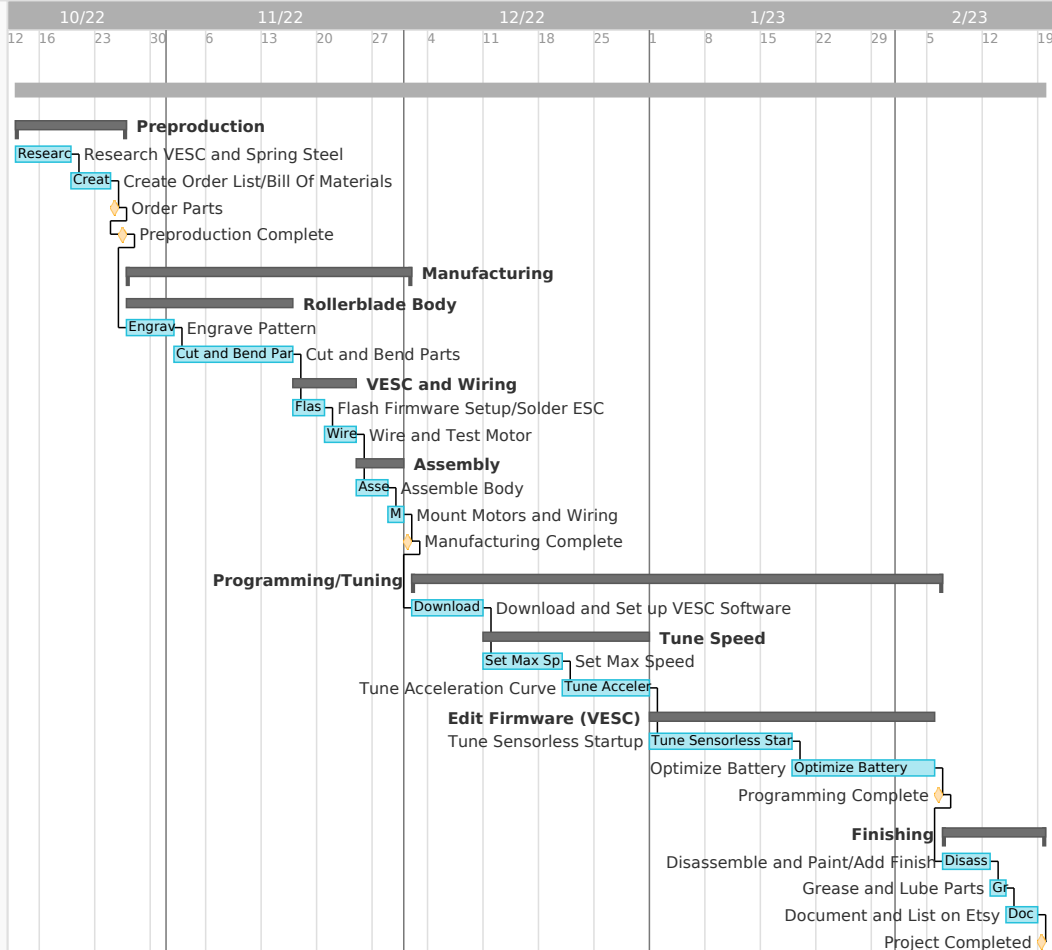 10/22 11/22 12/22 1/23 2/23
12 16 23 30 6 13 20 27 4 11 18 25 1 8 15 22 29 5 12 19
Preproduction
Researc Research VESC and Spring Steel
Creat Create Order List/Bill Of Materials
Order Parts
Preproduction Complete
Manufacturing
Rollerblade Body
Engrav Engrave Pattern
Cut and Bend Par Cut and Bend Parts
VESC and Wiring
Flas Flash Firmware Setup/Solder ESC
Wire Wire and Test Motor
Assembly
Asse Assemble Body
M Mount Motors and Wiring
Manufacturing Complete
Programming/Tuning
Download Download and Set up VESC Software
Tune Speed
Set Max Sp Set Max Speed
Tune Acceleration Curve Tune Acceler
Edit Firmware (VESC)
Tune Sensorless Startup Tune Sensorless Star
Optimize Battery Optimize Battery
Programming Complete
Finishing
Disassemble and Paint/Add Finish Disass
Grease and Lube Parts Gr
Document and List on Etsy Doc
Project Completed